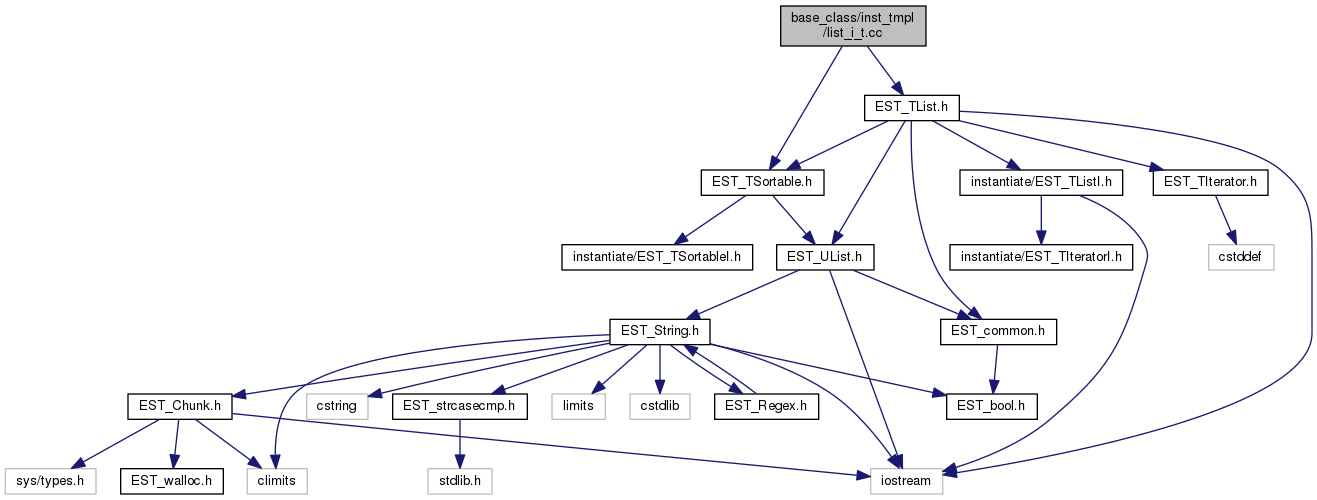 base_class/inst_tmpl
/list_i_t.cc
EST_TList.h
EST_TSortable.h
instantiate/EST_TListI.h
EST_TIterator.h
instantiate/EST_TSortableI.h
EST_UList.h
instantiate/EST_TIteratorI.h
cstddef
EST_String.h
EST_common.h
EST_Chunk.h
cstring
EST_strcasecmp.h
limits
cstdlib
EST_Regex.h
EST_bool.h
sys/types.h
EST_walloc.h
climits
stdlib.h
iostream